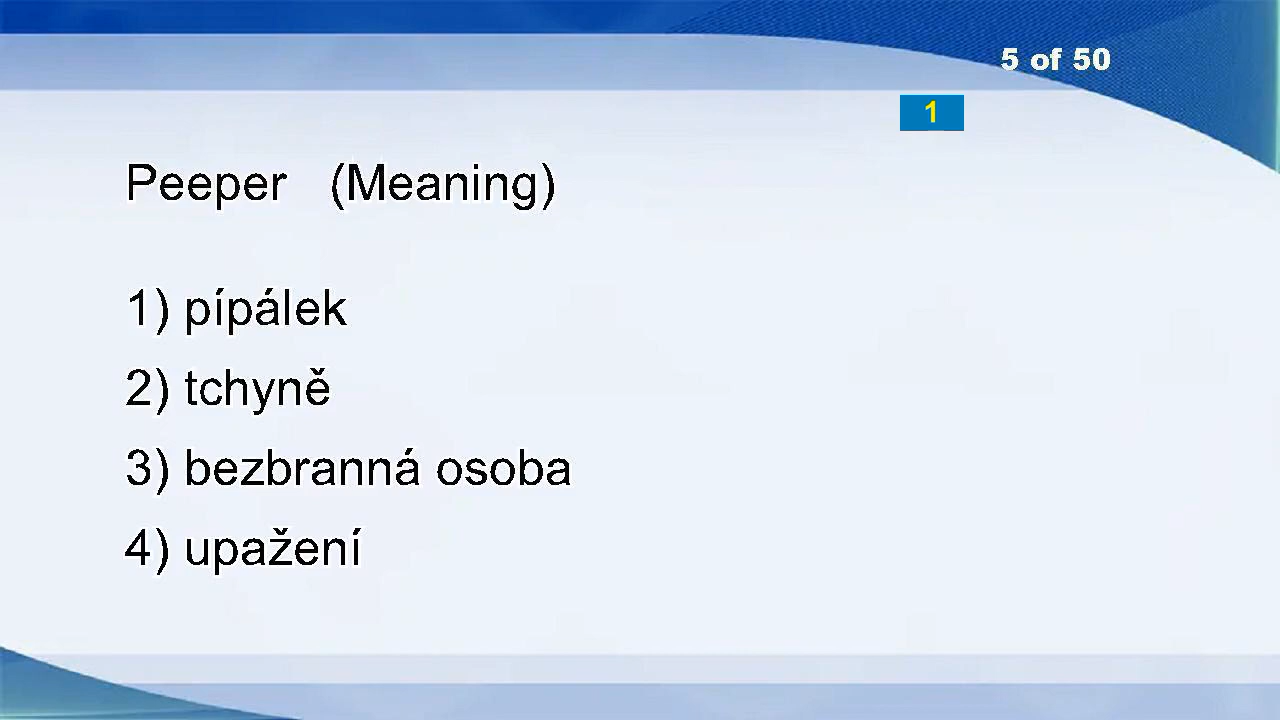 5 of 50
1
Peeper (Meaning)
1) pípálek
2) tchyně
3) bezbranná osoba
4) upažení